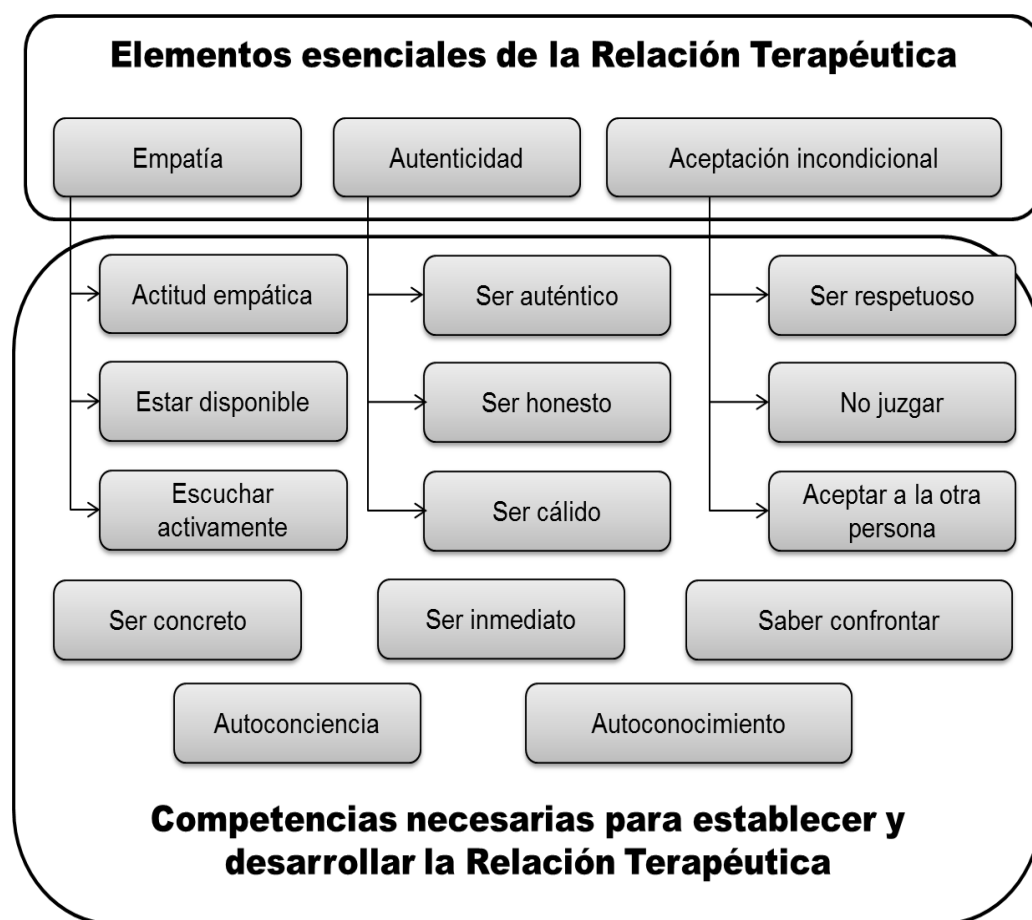 Elementos esenciales de la Relación Terapéutica
Empatía
Autenticidad
Aceptación incondicional
Actitud empática
Ser auténtico
Ser respetuoso
Estar disponible
Ser honesto
No juzgar
Escuchar
activamente
Ser cálido
Aceptar a la otra
persona
Ser concreto
Ser inmediato
Saber confrontar
Autoconciencia
Autoconocimiento
Competencias necesarias para establecer y
desarrollar la Relación Terapéutica